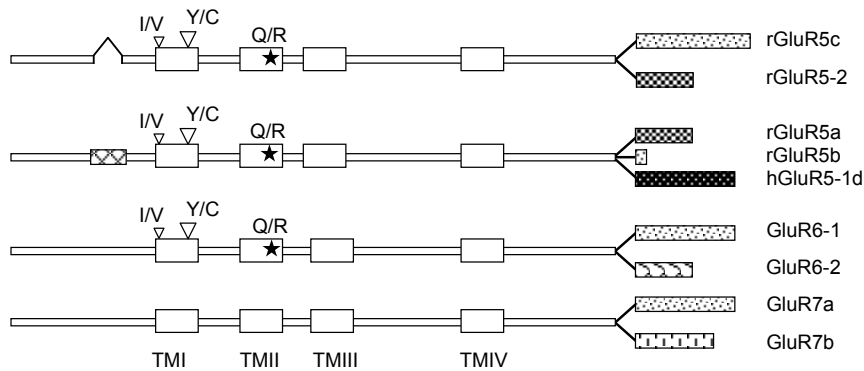 Y/C
I/V
Q/R
rGluR5c
rGluR5-2
Y/C
I/V
Q/R
rGluR5a
rGluR5b
hGluR5-1d
Y/C
I/V
Q/R
GluR6-1
GluR6-2
GluR7a
GluR7b
TMI TMII TMIII TMIV